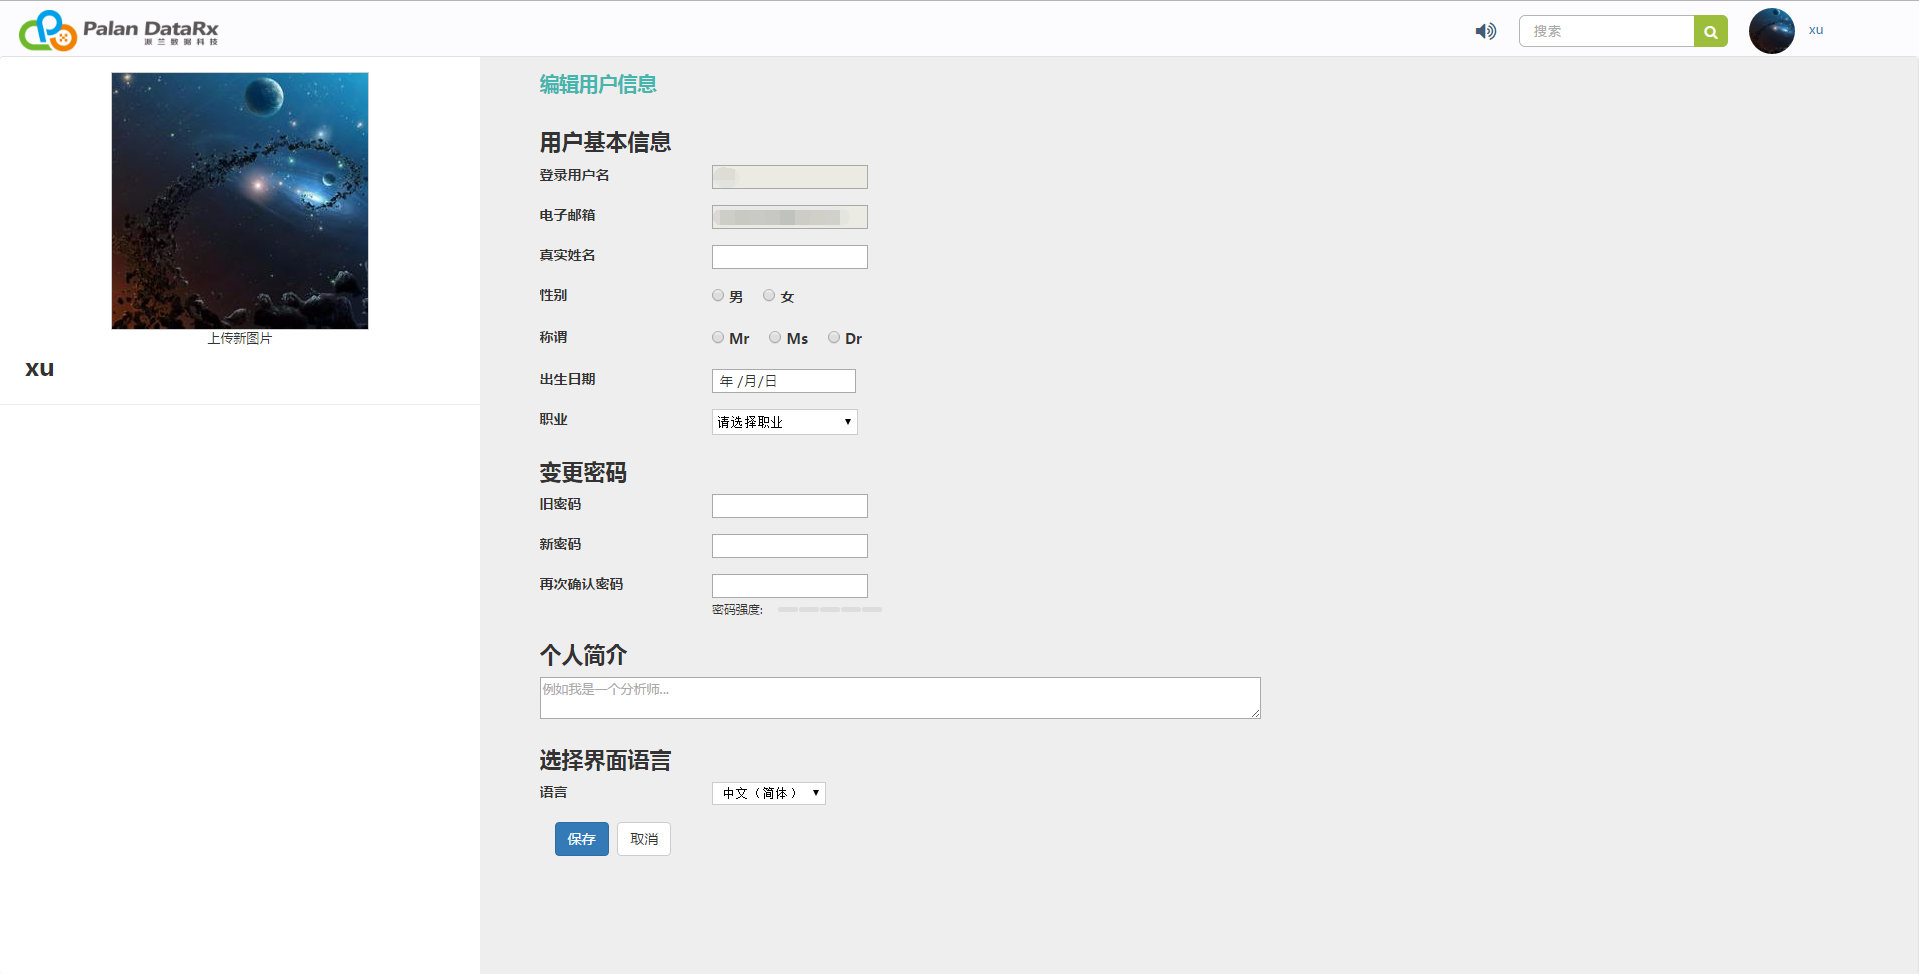 Palan DataRx
派兰数据科技
搜索
xu
上传新图片
xu
编辑用户信息
用户基本信息
登录用户名
电子邮箱
真实姓名
性别 男 女
称谓 Mr Ms Dr
出生日期 年 /月/日
职业 请选择职业
变更密码
旧密码
新密码
再次确认密码
密码强度:
个人简介
例如我是一个分析师...
选择界面语言
语言 中文（简体）
保存 取消